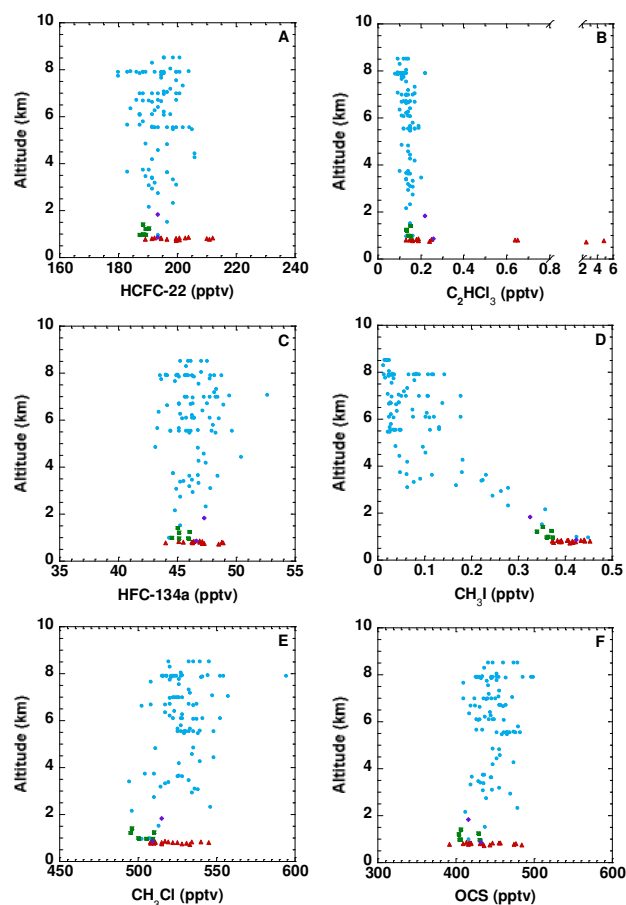 A
Altitude (km)
10
8
6
4
2
0
160 180 200 220 240
HCFC-22 (pptv)
B
Altitude (km)
10
8
6
4
2
0
0 0.2 0.4 0.6 0.8 2 4 6
C₂HCl₃ (pptv)
C
Altitude (km)
10
8
6
4
2
0
35 40 45 50 55
HFC-134a (pptv)
D
Altitude (km)
10
8
6
4
2
0
0 0.1 0.2 0.3 0.4 0.5
CH₃I (pptv)
E
Altitude (km)
10
8
6
4
2
0
450 500 550 600
CH₃Cl (pptv)
F
Altitude (km)
10
8
6
4
2
0
300 400 500 600
OCS (pptv)